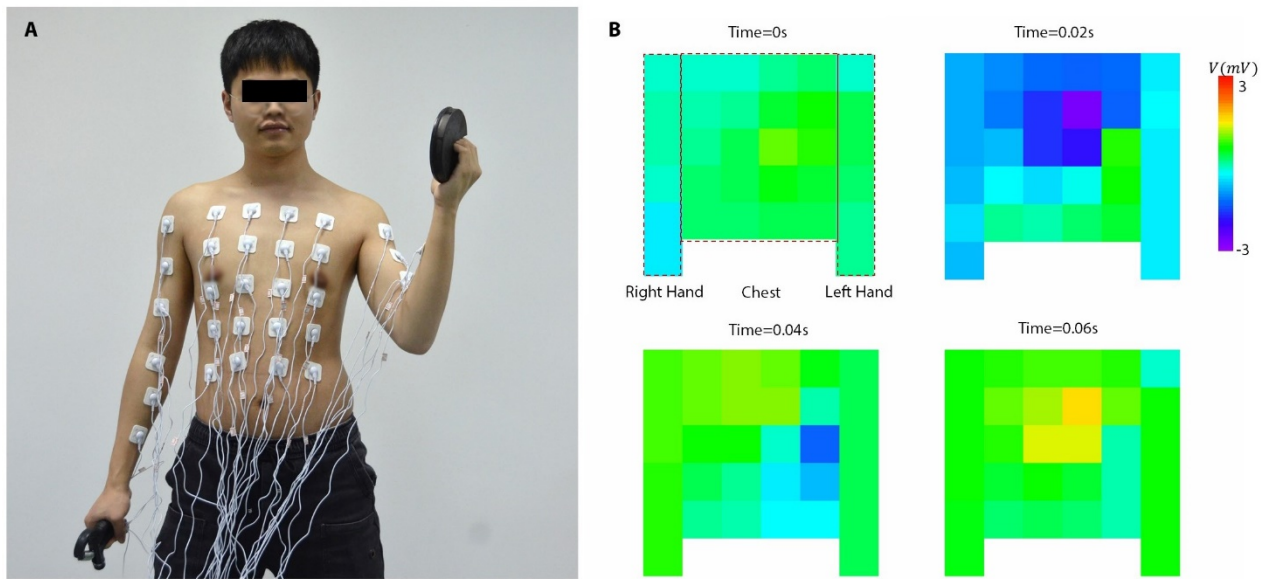 A
B
Time=0s
Time=0.02s
V(mV)
3
-3
Right Hand
Chest
Left Hand
Time=0.04s
Time=0.06s